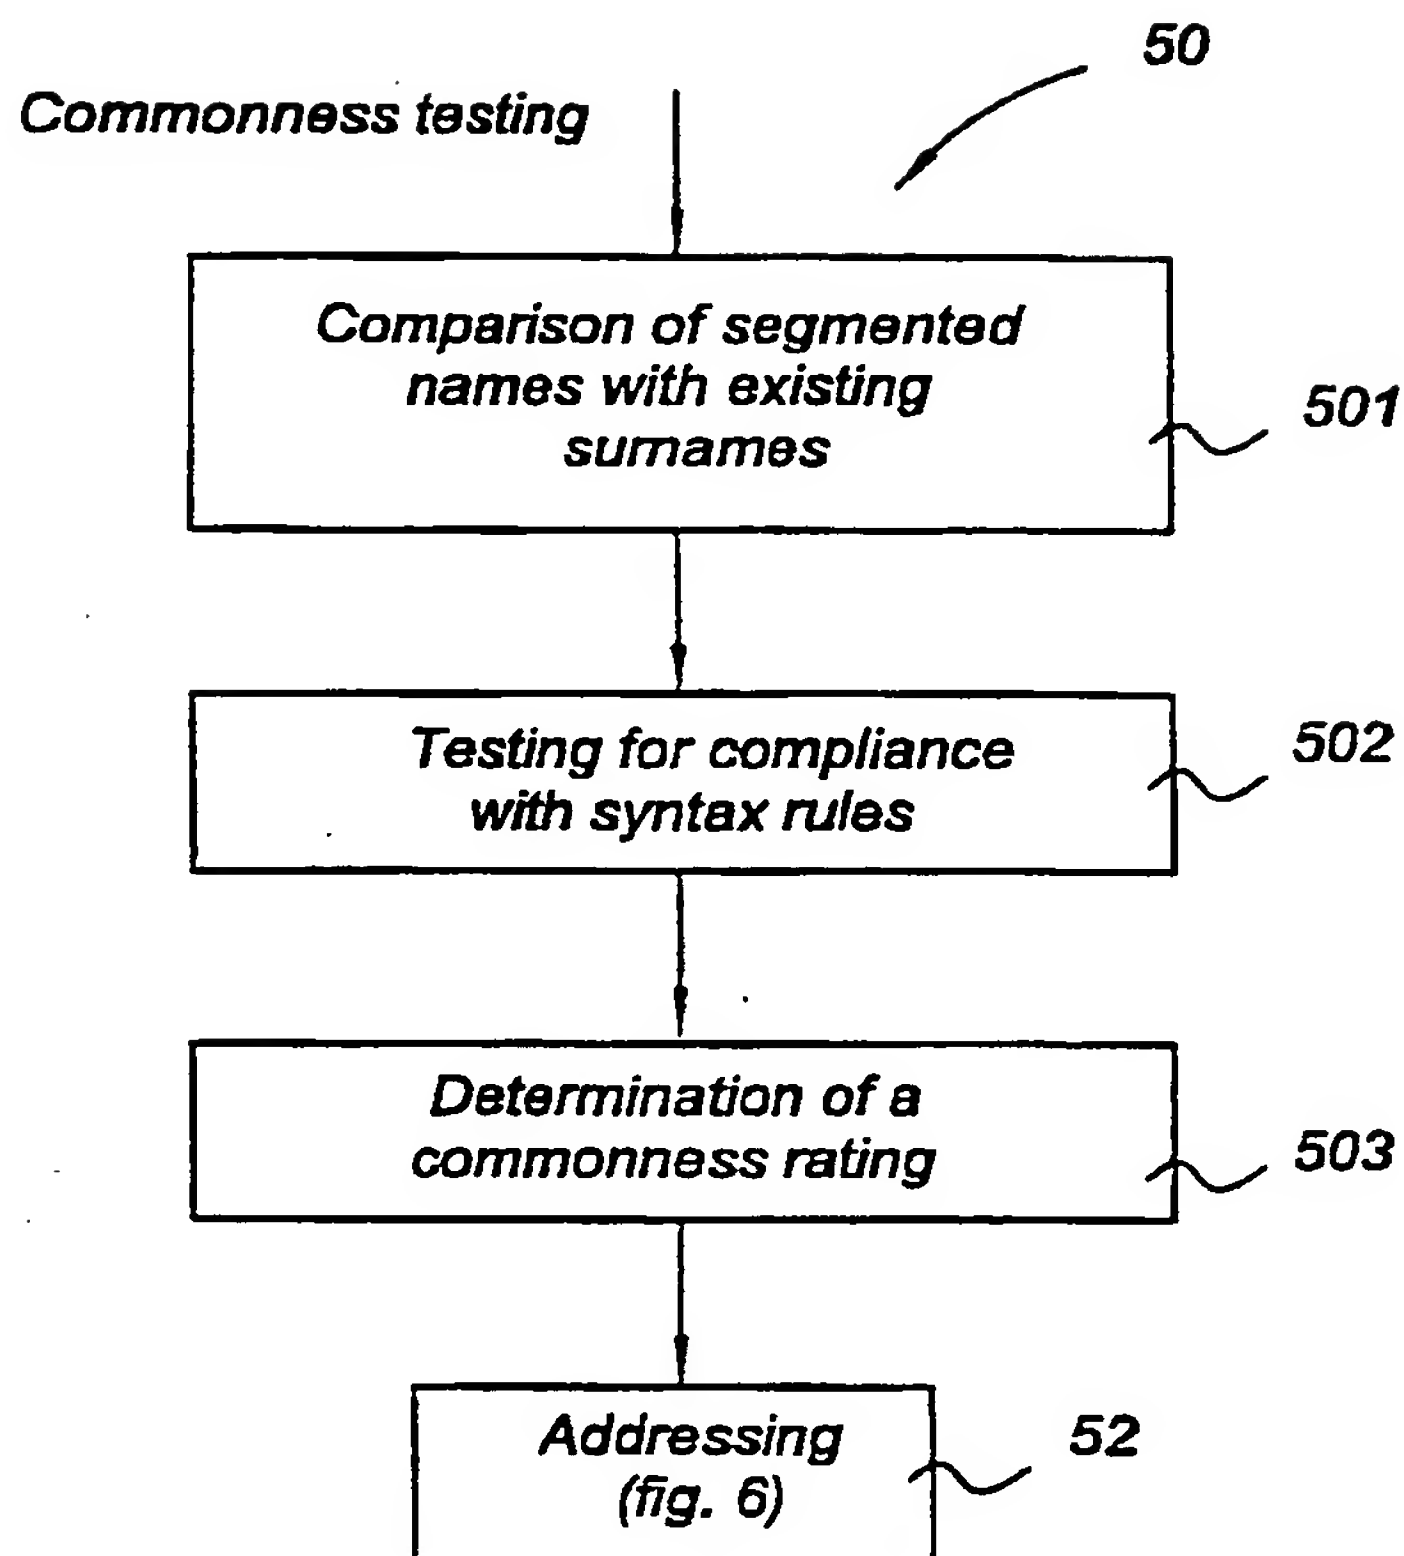 50
Commonness testing
Comparison of segmented
names with existing
surnames
501
Testing for compliance
with syntax rules
502
Determination of a
commonness rating
503
Addressing
(fig. 6)
52